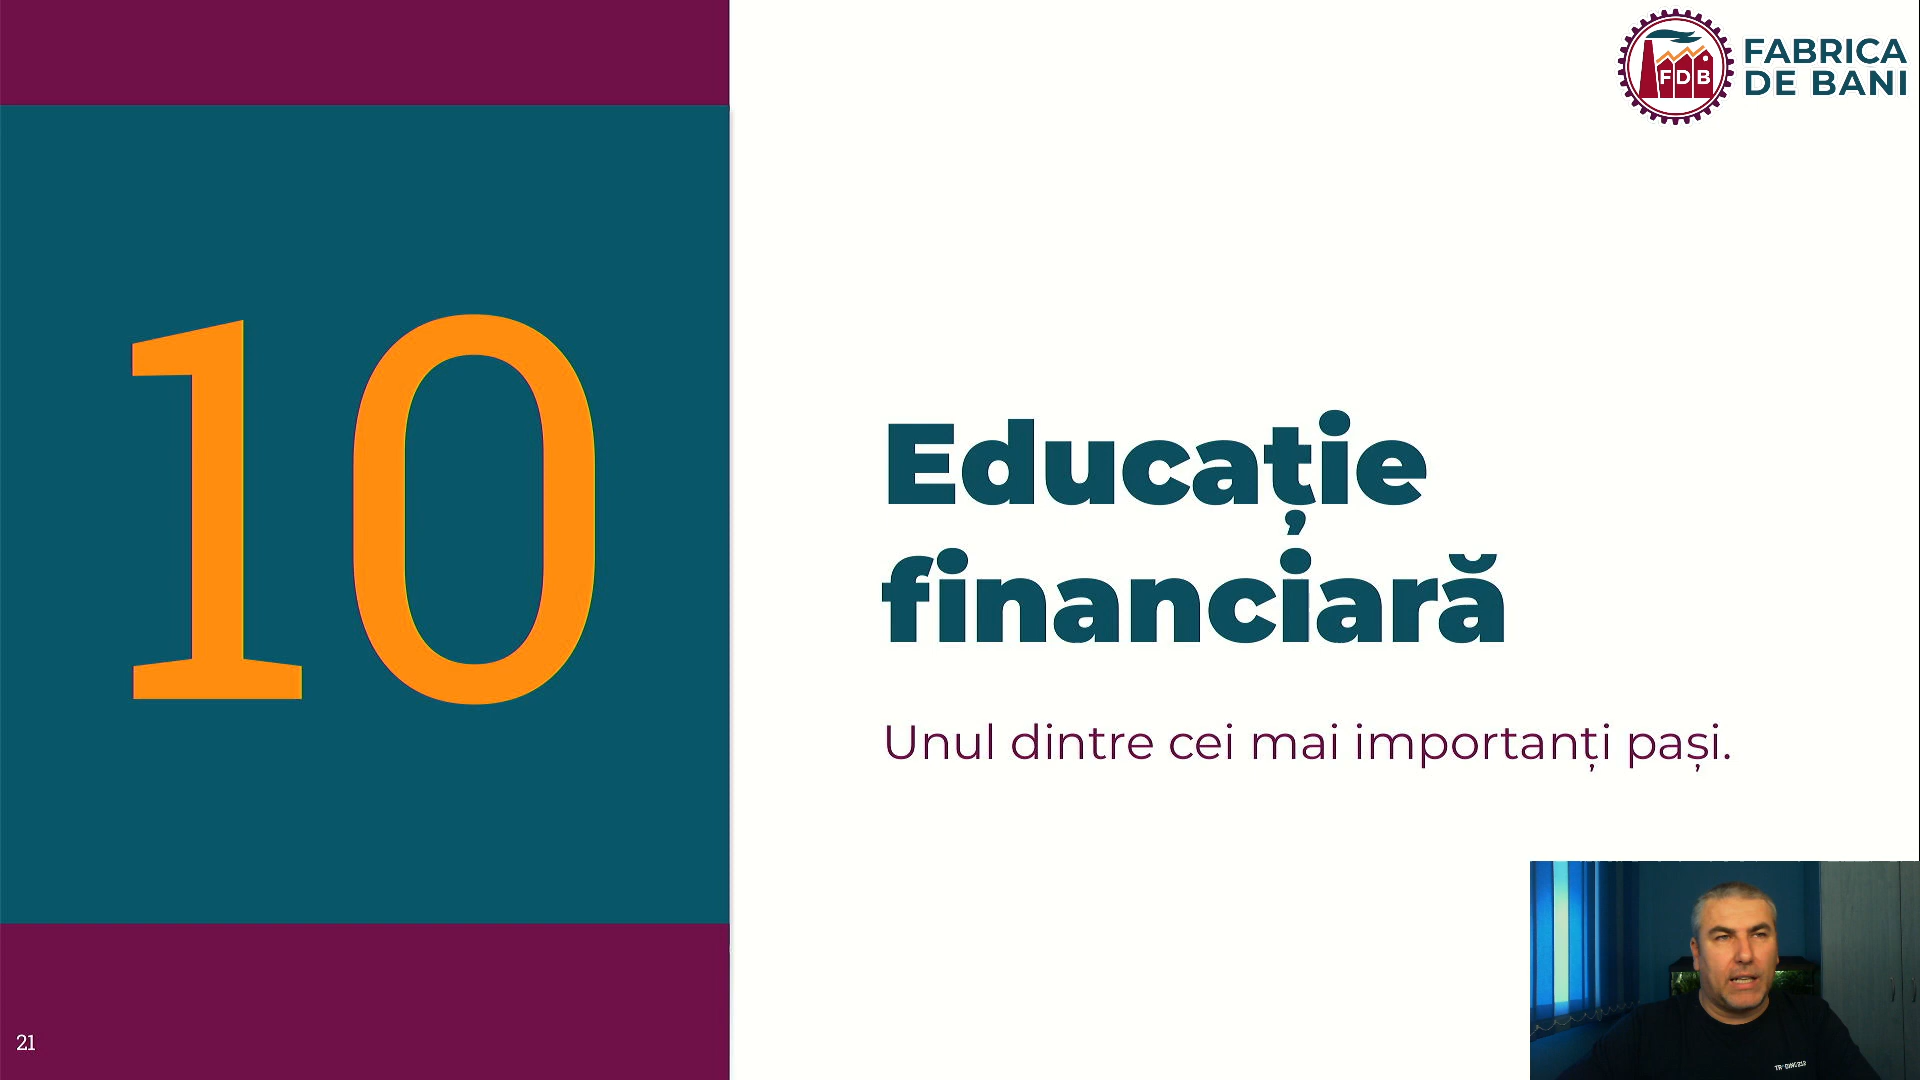 FDB
FABRICA
DE BANI
10
Educație
financiară
Unul dintre cei mai importanți pași.
21